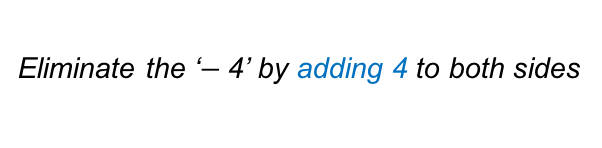 Eliminate the ‘– 4’ by adding 4 to both sides